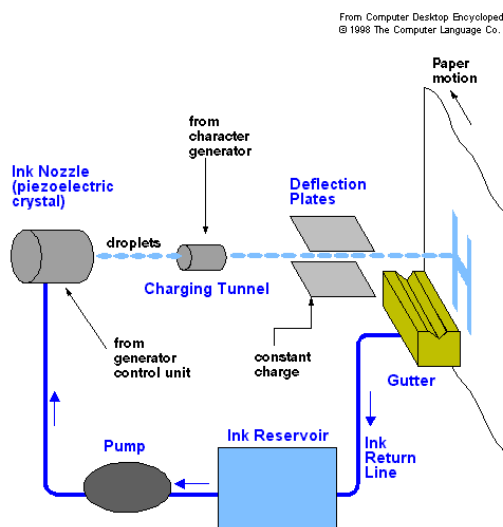 From Computer Desktop Encycloped
© 1998 The Computer Language Co.
Paper
motion
from
character
generator
Ink Nozzle
(piezoelectric
crystal)
Deflection
Plates
droplets
Charging Tunnel
from
generator
control unit
constant
charge
Gutter
Pump
Ink Reservoir
Ink
Return
Line